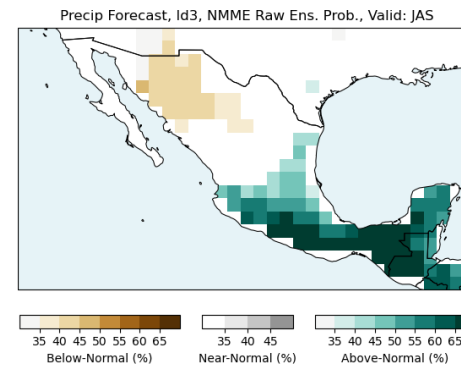 Precip Forecast, ld3, NMME Raw Ens. Prob., Valid: JAS
35 40 45 50 55 60 65
Below-Normal (%)
35 40 45
Near-Normal (%)
35 40 45 50 55 60 65
Above-Normal (%)